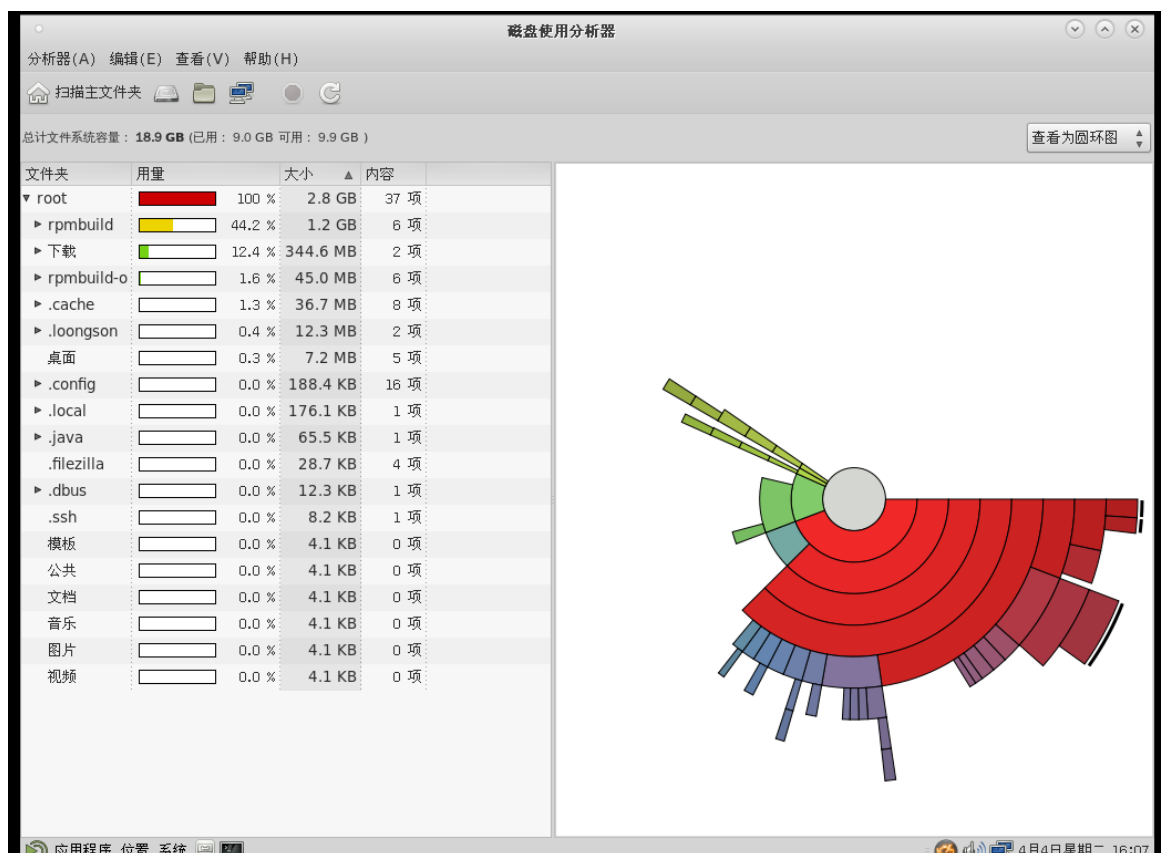 磁盘使用分析器
分析器(A) 编辑(E) 查看(V) 帮助(H)
扫描主文件夹
总计文件系统容量： 18.9 GB (已用： 9.0 GB 可用： 9.9 GB )
查看为圆环图
文件夹 用量 大小 内容
root 100 % 2.8 GB 37 项
rpmbuild 44.2 % 1.2 GB 6 项
下载 12.4 % 344.6 MB 2 项
rpmbuild-o 1.6 % 45.0 MB 6 项
.cache 1.3 % 36.7 MB 8 项
.loongson 0.4 % 12.3 MB 2 项
桌面 0.3 % 7.2 MB 5 项
.config 0.0 % 188.4 KB 16 项
.local 0.0 % 176.1 KB 1 项
.java 0.0 % 65.5 KB 1 项
.filezilla 0.0 % 28.7 KB 4 项
.dbus 0.0 % 12.3 KB 1 项
.ssh 0.0 % 8.2 KB 1 项
模板 0.0 % 4.1 KB 0 项
公共 0.0 % 4.1 KB 0 项
文档 0.0 % 4.1 KB 0 项
音乐 0.0 % 4.1 KB 0 项
图片 0.0 % 4.1 KB 0 项
视频 0.0 % 4.1 KB 0 项
应用程序 位置 系统 4月4日星期二 16:07